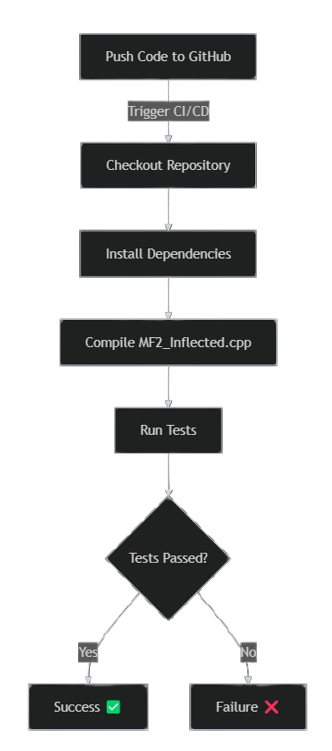 Push Code to GitHub
Trigger CI/CD
Checkout Repository
Install Dependencies
Compile MF2_Inflected.cpp
Run Tests
Tests Passed?
Yes
No
Success ✅
Failure ❌